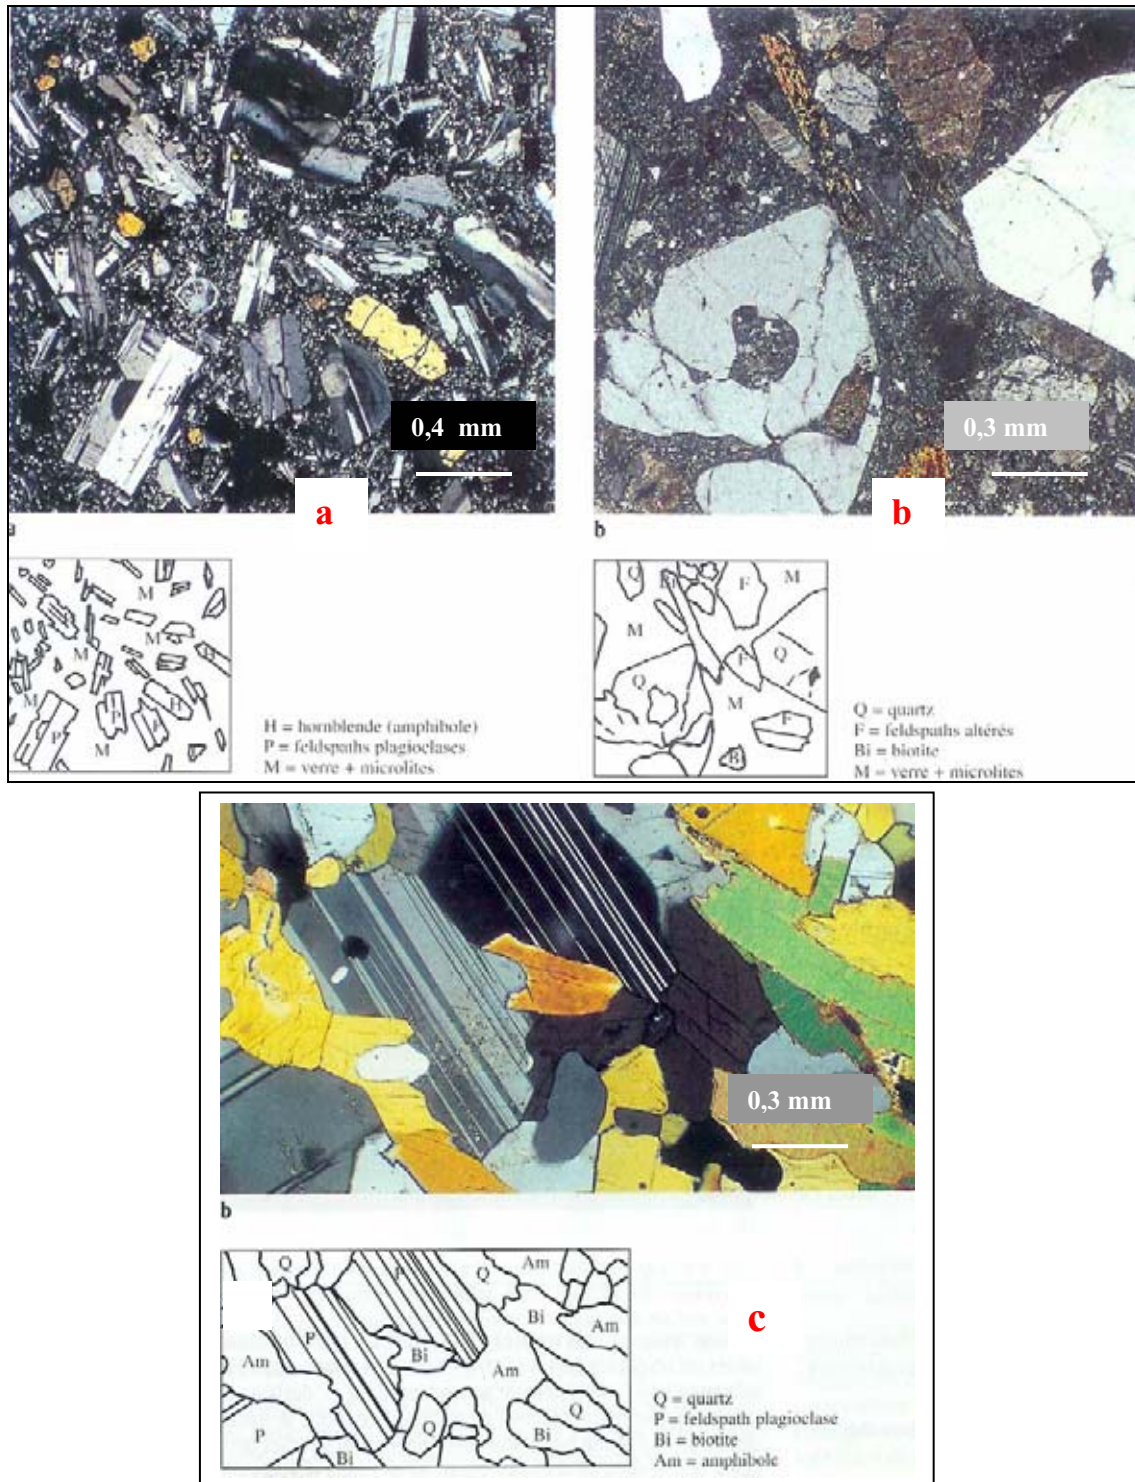 0,4 mm
0,3 mm
a
b
a
b
M
M
M
M
H
P
P
M
H = hornblende (amphibole)
P = feldspaths plagioclases
M = verre + microlites
Q
F
M
M
F
Q
Q
M
F
Q = quartz
F = feldspaths altérés
Bi = biotite
M = verre + microlites
0,3 mm
b
Q
P
Q
Am
Bi
Am
P
Bi
Am
Am
Q
Q
P
Bi
Bi
c
Q = quartz
P = feldspath plagioclase
Bi = biotite
Am = amphibole